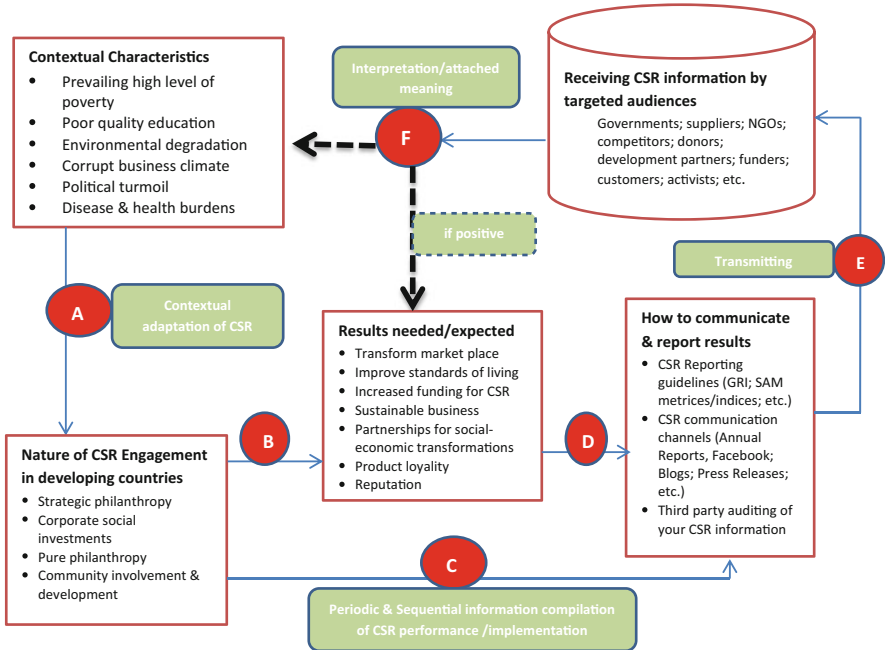 Contextual Characteristics
• Prevailing high level of
poverty
• Poor quality education
• Environmental degradation
• Corrupt business climate
• Political turmoil
• Disease & health burdens
Interpretation/attached
meaning
F
Receiving CSR information by
targeted audiences
Governments; suppliers; NGOs;
competitors; donors;
development partners; funders;
customers; activists; etc.
if positive
Transmitting
E
A
Contextual
adaptation of CSR
Results needed/expected
• Transform market place
• Improve standards of living
• Increased funding for CSR
• Sustainable business
• Partnerships for social-
economic transformations
• Product loyality
• Reputation
How to communicate
& report results
• CSR Reporting
guidelines (GRI; SAM
metrices/indices; etc.)
• CSR communication
channels (Annual
Reports, Facebook;
Blogs; Press Releases;
etc.)
• Third party auditing of
your CSR information
B
D
Nature of CSR Engagement
in developing countries
• Strategic philanthropy
• Corporate social
investments
• Pure philanthropy
• Community involvement &
development
C
Periodic & Sequential information compilation
of CSR performance /implementation